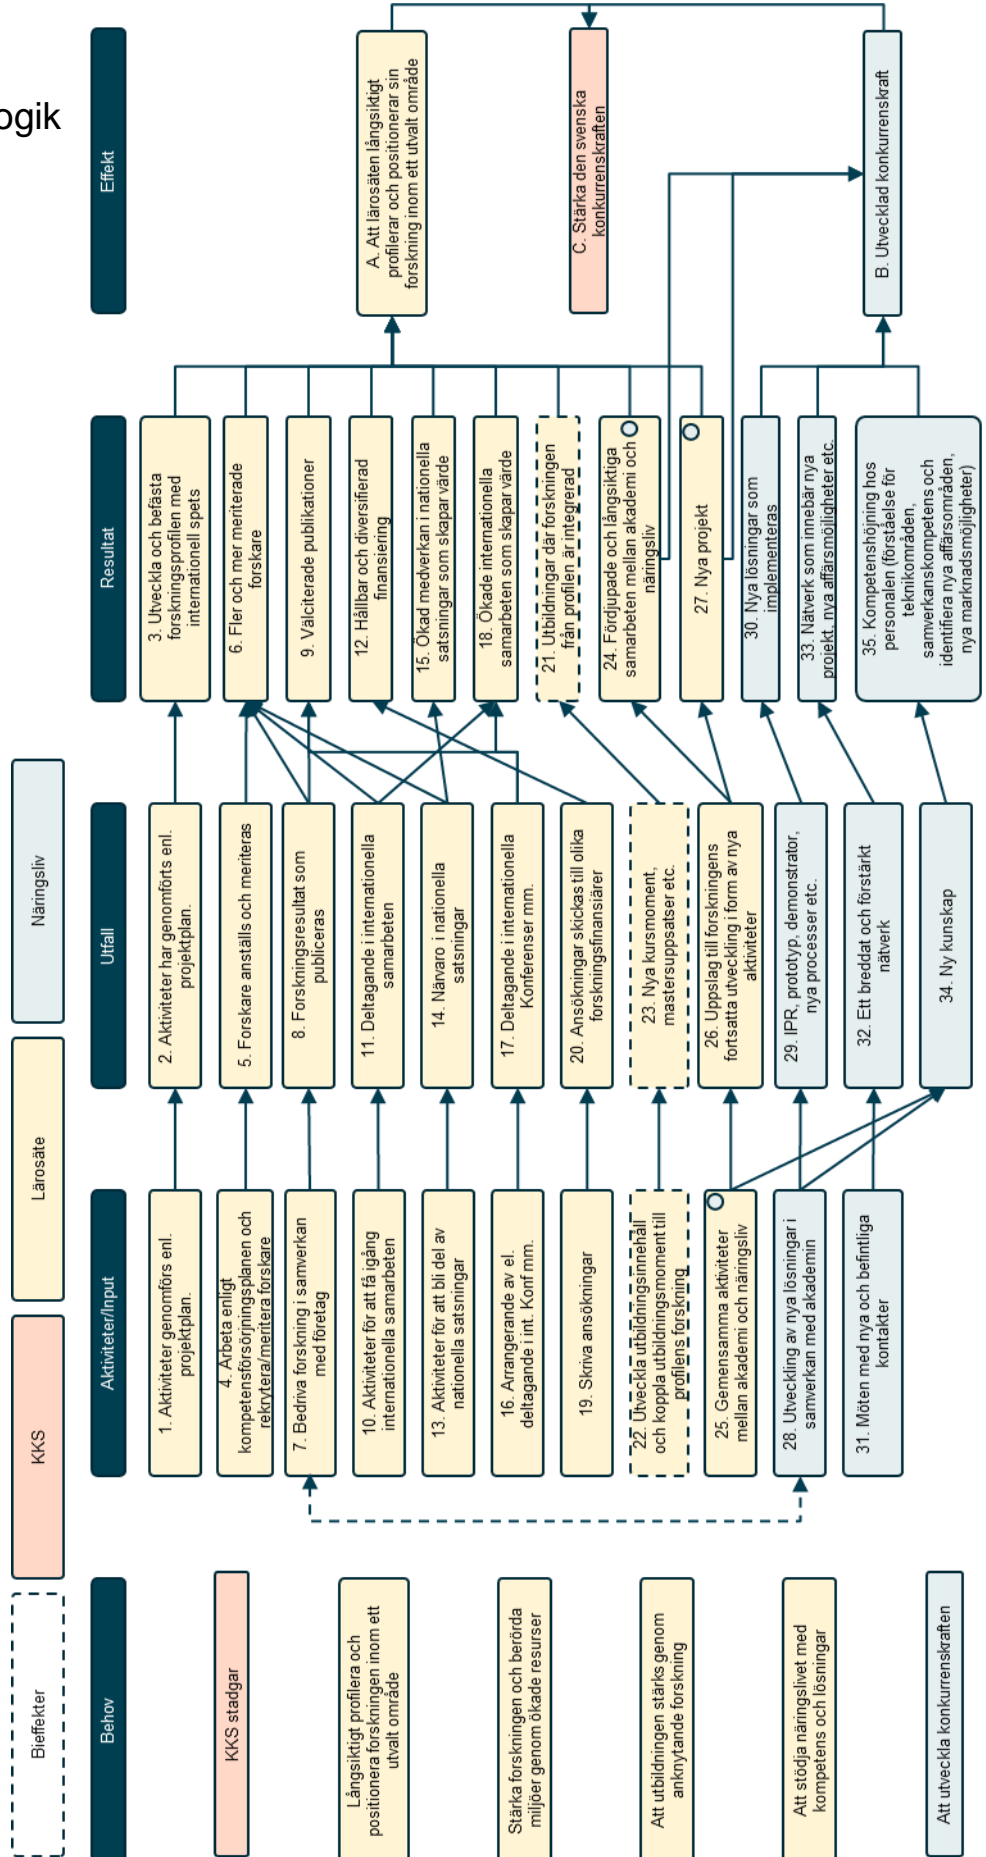 ogik
Bieffekter
KKS
Lärosäte
Näringsliv
Behov
Aktiviteter/Input
Utfall
Resultat
Effekt
KKS stadgar
Långsiktigt profilera och
positionera forskningen inom ett
utvalt område
Stärka forskningen och berörda
miljöer genom ökade resurser
Att utbildningen stärks genom
anknytande forskning
Att stödja näringslivet med
kompetens och lösningar
Att utveckla konkurrenskraften
1. Aktiviteter genomförs enl.
projektplan.
4. Arbeta enligt
kompetensförsörjningsplanen och
rekrytera/meritera forskare
7. Bedriva forskning i samverkan
med företag
10. Aktiviteter för att få igång
internationella samarbeten
13. Aktiviteter för att bli del av
nationella satsningar
16. Arrangerande av el.
deltagande i int. Konf mm.
19. Skriva ansökningar
22. Utveckla utbildningsinnehåll
och koppla utbildningsmoment till
profilens forskning
25. Gemensamma aktiviteter
mellan akademi och näringsliv
28. Utveckling av nya lösningar i
samverkan med akademin
31. Möten med nya och befintliga
kontakter
2. Aktiviteter har genomförts enl.
projektplan.
5. Forskare anställs och meriteras
8. Forskningsresultat som
publiceras
11. Deltagande i internationella
samarbeten
14. Närvaro i nationella
satsningar
17. Deltagande i internationella
Konferenser mm.
20. Ansökningar skickas till olika
forskningsfinansiärer
23. Nya kursmoment,
mastersuppsatser etc.
26. Uppslag till forskningens
fortsatta utveckling i form av nya
aktiviteter
29. IPR, prototyp, demonstrator,
nya processer etc.
32. Ett breddat och förstärkt
nätverk
34. Ny kunskap
3. Utveckla och befästa
forskningsprofilen med
internationell spets
6. Fler och mer meriterade
forskare
9. Välciterade publikationer
12. Hållbar och diversifierad
finansiering
15. Ökad medverkan i nationella
satsningar som skapar värde
18. Ökade internationella
samarbeten som skapar värde
21. Utbildningar där forskningen
från profilen är integrerad
24. Fördjupade och långsiktiga
samarbeten mellan akademi och
näringsliv
27. Nya projekt
30. Nya lösningar som
implementeras
33. Nätverk som innebär nya
projekt, nya affärsmöjligheter etc.
35. Kompetenshöjning hos
personalen (förståelse för
teknikområden,
samverkanskompetens och
identifiera nya affärsområden,
nya marknadsmöjligheter)
A. Att lärosäten långsiktigt
profilerar och positionerar sin
forskning inom ett utvalt område
C. Stärka den svenska
konkurrenskraften
B. Utvecklad konkurrenskraft